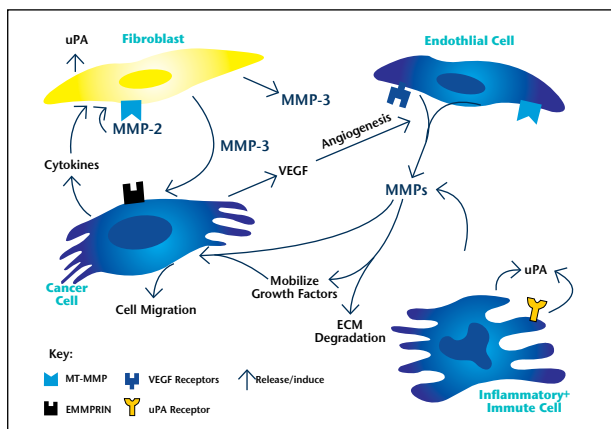 Fibroblast
uPA
Endothlial Cell
MMP-3
MMP-2
Angiogenesis
MMP-3
Cytokines
VEGF
MMPs
uPA
Mobilize
Growth Factors
Cancer
Cell
Cell Migration
ECM
Degradation
Key:
MT-MMP
VEGF Receptors
Release/induce
EMMPRIN
uPA Receptor
Inflammatory+
Immute Cell